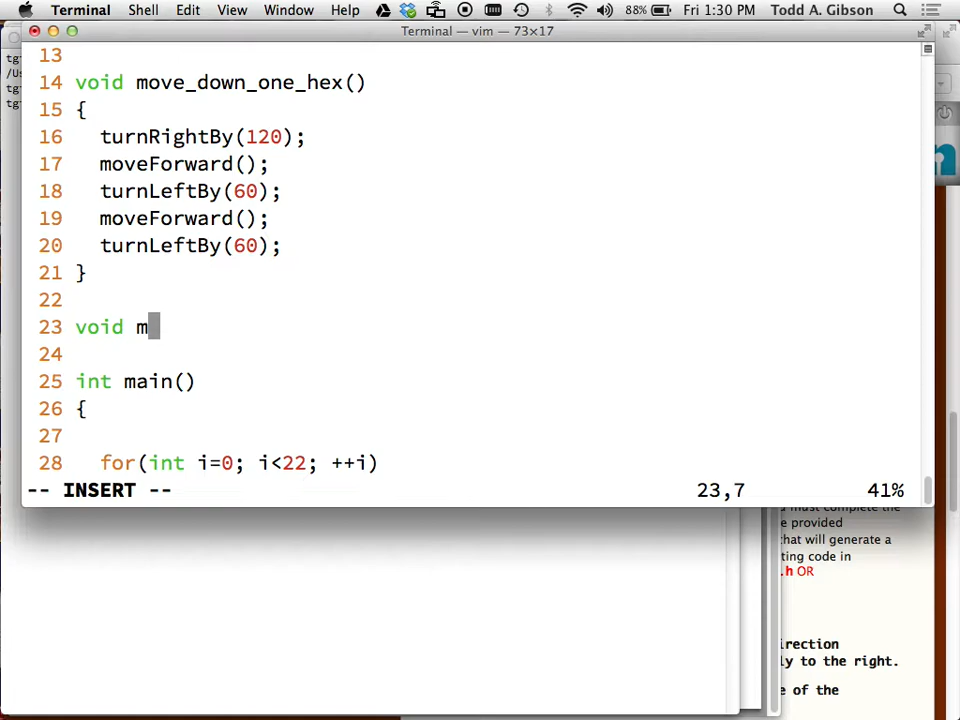 Terminal Shell Edit View Window Help 88% Fri 1:30 PM Todd A. Gibson
Terminal — vim — 73×17
13
14 void move_down_one_hex()
15 {
16 turnRightBy(120);
17 moveForward();
18 turnLeftBy(60);
19 moveForward();
20 turnLeftBy(60);
21 }
22
23 void m
24
25 int main()
26 {
27
28 for(int i=0; i<22; ++i)
-- INSERT -- 23,7 41%
must complete the
e provided
that will generate a
ting code in
.h OR
irection
ly to the right.
e of the